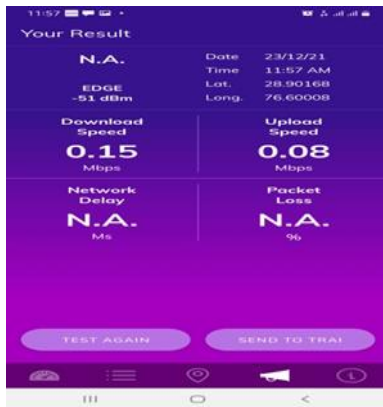 11:57
Your Result
N.A.
EDGE
-51 dBm
Date 23/12/21
Time 11:57 AM
Lat. 28.90168
Long. 76.60008
Download
Speed
0.15
Mbps
Upload
Speed
0.08
Mbps
Network
Delay
N.A.
Ms
Packet
Loss
N.A.
%
TEST AGAIN
SEND TO TRAI